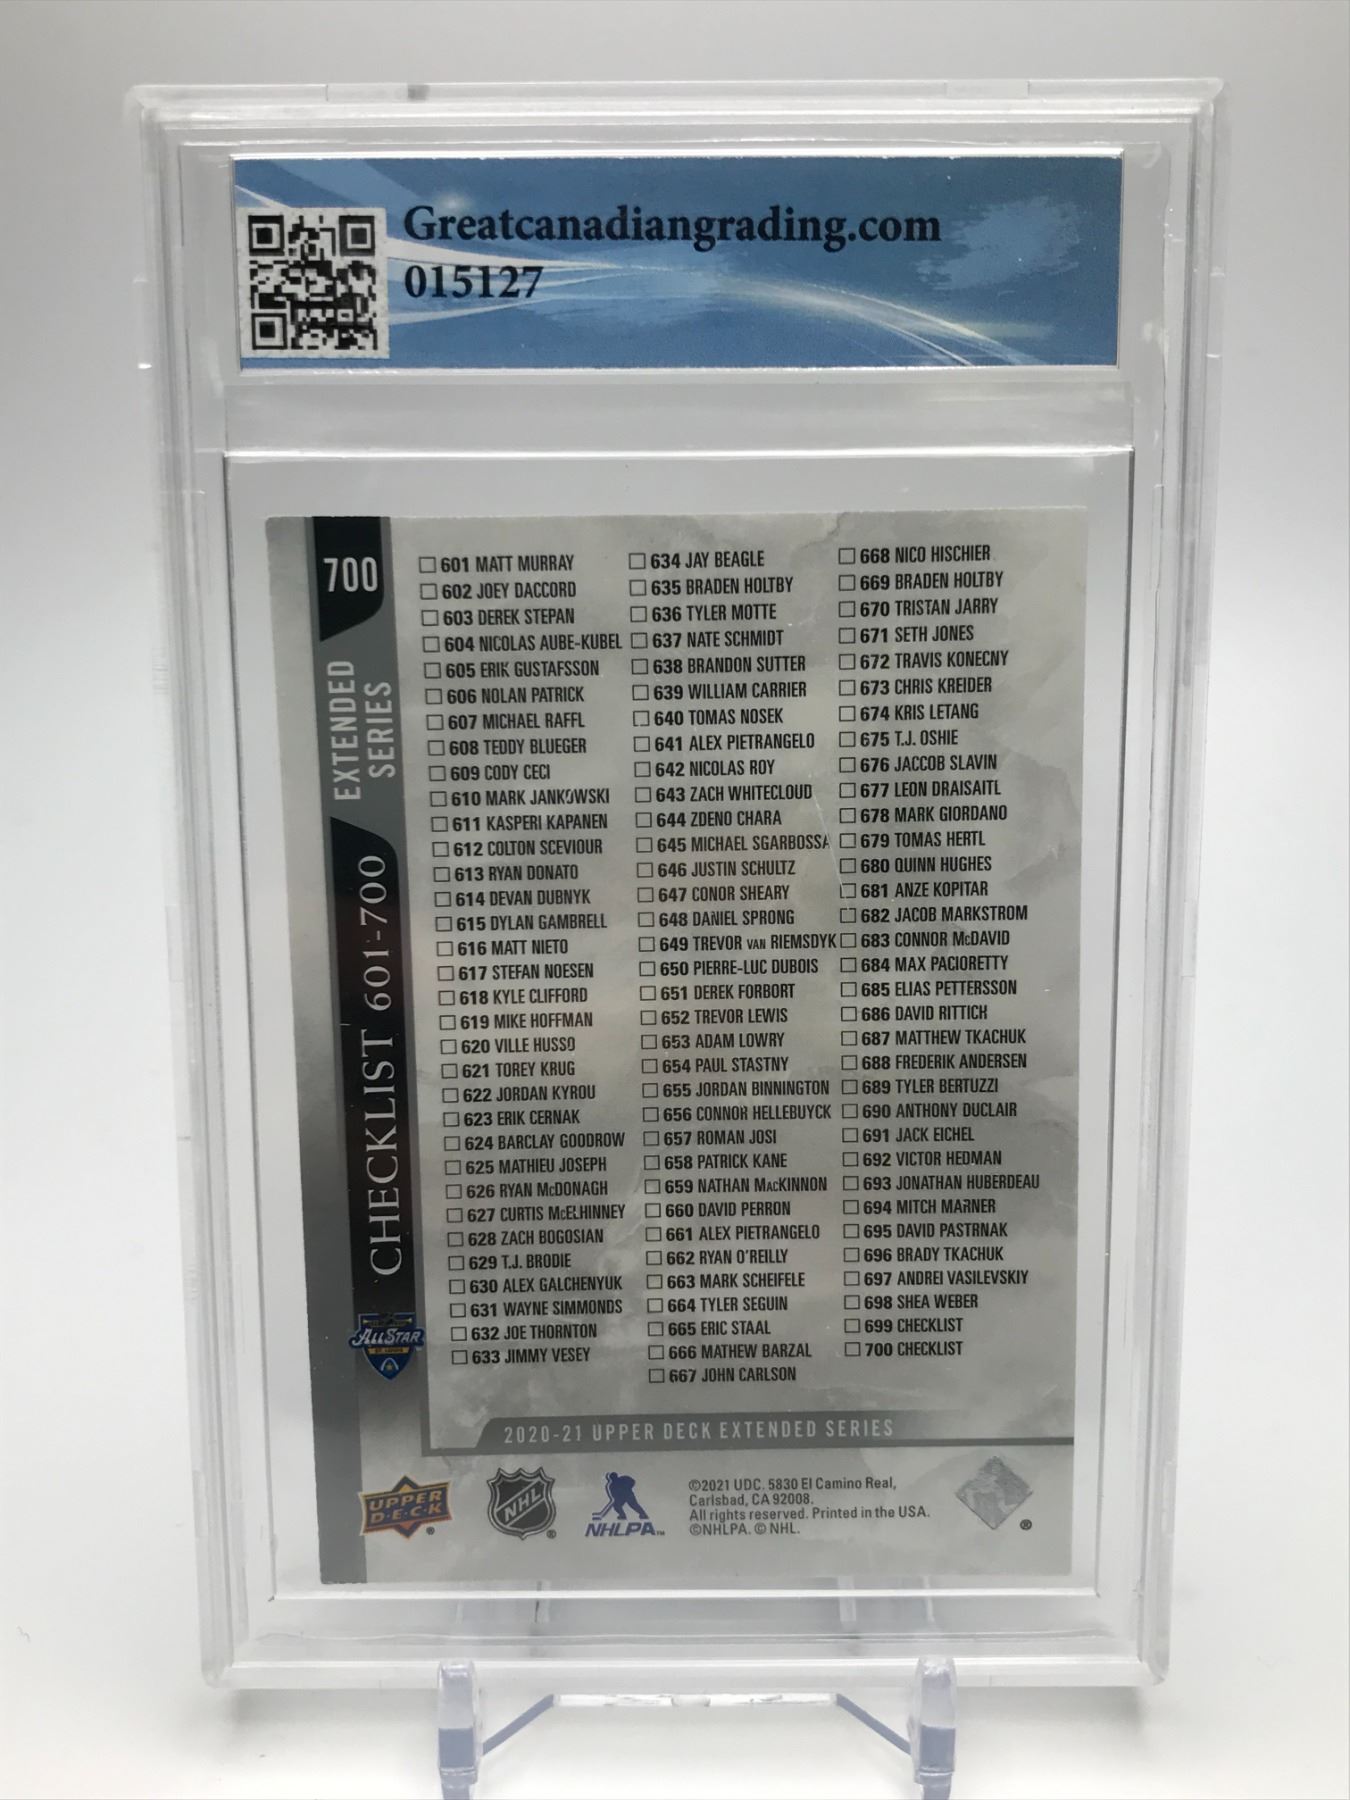 Greatcanadiangrading.com
015127
700
EXTENDED
SERIES
CHECKLIST 601-700
ALL STAR
ST. LOUIS
601 MATT MURRAY
602 JOEY DACCORD
603 DEREK STEPAN
604 NICOLAS AUBE-KUBEL
605 ERIK GUSTAFSSON
606 NOLAN PATRICK
607 MICHAEL RAFFL
608 TEDDY BLUEGER
609 CODY CECI
610 MARK JANKOWSKI
611 KASPERI KAPANEN
612 COLTON SCEVIOUR
613 RYAN DONATO
614 DEVAN DUBNYK
615 DYLAN GAMBRELL
616 MATT NIETO
617 STEFAN NOESEN
618 KYLE CLIFFORD
619 MIKE HOFFMAN
620 VILLE HUSSO
621 TOREY KRUG
622 JORDAN KYROU
623 ERIK CERNAK
624 BARCLAY GOODROW
625 MATHIEU JOSEPH
626 RYAN McDONAGH
627 CURTIS McELHINNEY
628 ZACH BOGOSIAN
629 T.J. BRODIE
630 ALEX GALCHENYUK
631 WAYNE SIMMONDS
632 JOE THORNTON
633 JIMMY VESEY
634 JAY BEAGLE
635 BRADEN HOLTBY
636 TYLER MOTTE
637 NATE SCHMIDT
638 BRANDON SUTTER
639 WILLIAM CARRIER
640 TOMAS NOSEK
641 ALEX PIETRANGELO
642 NICOLAS ROY
643 ZACH WHITECLOUD
644 ZDENO CHARA
645 MICHAEL SGARBOSSA
646 JUSTIN SCHULTZ
647 CONOR SHEARY
648 DANIEL SPRONG
649 TREVOR VAN RIEMSDYK
650 PIERRE-LUC DUBOIS
651 DEREK FORBORT
652 TREVOR LEWIS
653 ADAM LOWRY
654 PAUL STASTNY
655 JORDAN BINNINGTON
656 CONNOR HELLEBUYCK
657 ROMAN JOSI
658 PATRICK KANE
659 NATHAN MACKINNON
660 DAVID PERRON
661 ALEX PIETRANGELO
662 RYAN O'REILLY
663 MARK SCHEIFELE
664 TYLER SEGUIN
665 ERIC STAAL
666 MATHEW BARZAL
667 JOHN CARLSON
668 NICO HISCHIER
669 BRADEN HOLTBY
670 TRISTAN JARRY
671 SETH JONES
672 TRAVIS KONECNY
673 CHRIS KREIDER
674 KRIS LETANG
675 T.J. OSHIE
676 JACCOB SLAVIN
677 LEON DRAISAITL
678 MARK GIORDANO
679 TOMAS HERTL
680 QUINN HUGHES
681 ANZE KOPITAR
682 JACOB MARKSTROM
683 CONNOR McDAVID
684 MAX PACIORETTY
685 ELIAS PETTERSSON
686 DAVID RITTICH
687 MATTHEW TKACHUK
688 FREDERIK ANDERSEN
689 TYLER BERTUZZI
690 ANTHONY DUCLAIR
691 JACK EICHEL
692 VICTOR HEDMAN
693 JONATHAN HUBERDEAU
694 MITCH MARNER
695 DAVID PASTRNAK
696 BRADY TKACHUK
697 ANDREI VASILEVSKIY
698 SHEA WEBER
699 CHECKLIST
700 CHECKLIST
2020-21 UPPER DECK EXTENDED SERIES
UPPER
D·E·C·K
®
NHL
®
NHLPA™
©2021 UDC. 5830 El Camino Real,
Carlsbad, CA 92008.
All rights reserved. Printed in the USA.
©NHLPA. © NHL.
®